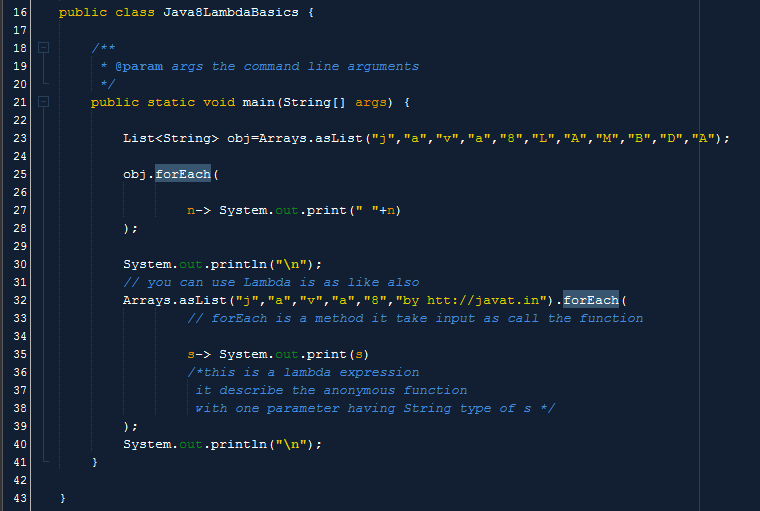 16 public class Java8LambdaBasics {
17
18 /**
19 * @param args the command line arguments
20 */
21 public static void main(String[] args) {
22
23 List<String> obj=Arrays.asList("j","a","v","a","8","L","A","M","B","D","A");
24
25 obj.forEach(
26
27 n-> System.out.print(" "+n)
28 );
29
30 System.out.println("\n");
31 // you can use Lambda is as like also
32 Arrays.asList("j","a","v","a","8","by htt://javat.in").forEach(
33 // forEach is a method it take input as call the function
34
35 s-> System.out.print(s)
36 /*this is a lambda expression
37 it describe the anonymous function
38 with one parameter having String type of s */
39 );
40 System.out.println("\n");
41 }
42
43 }